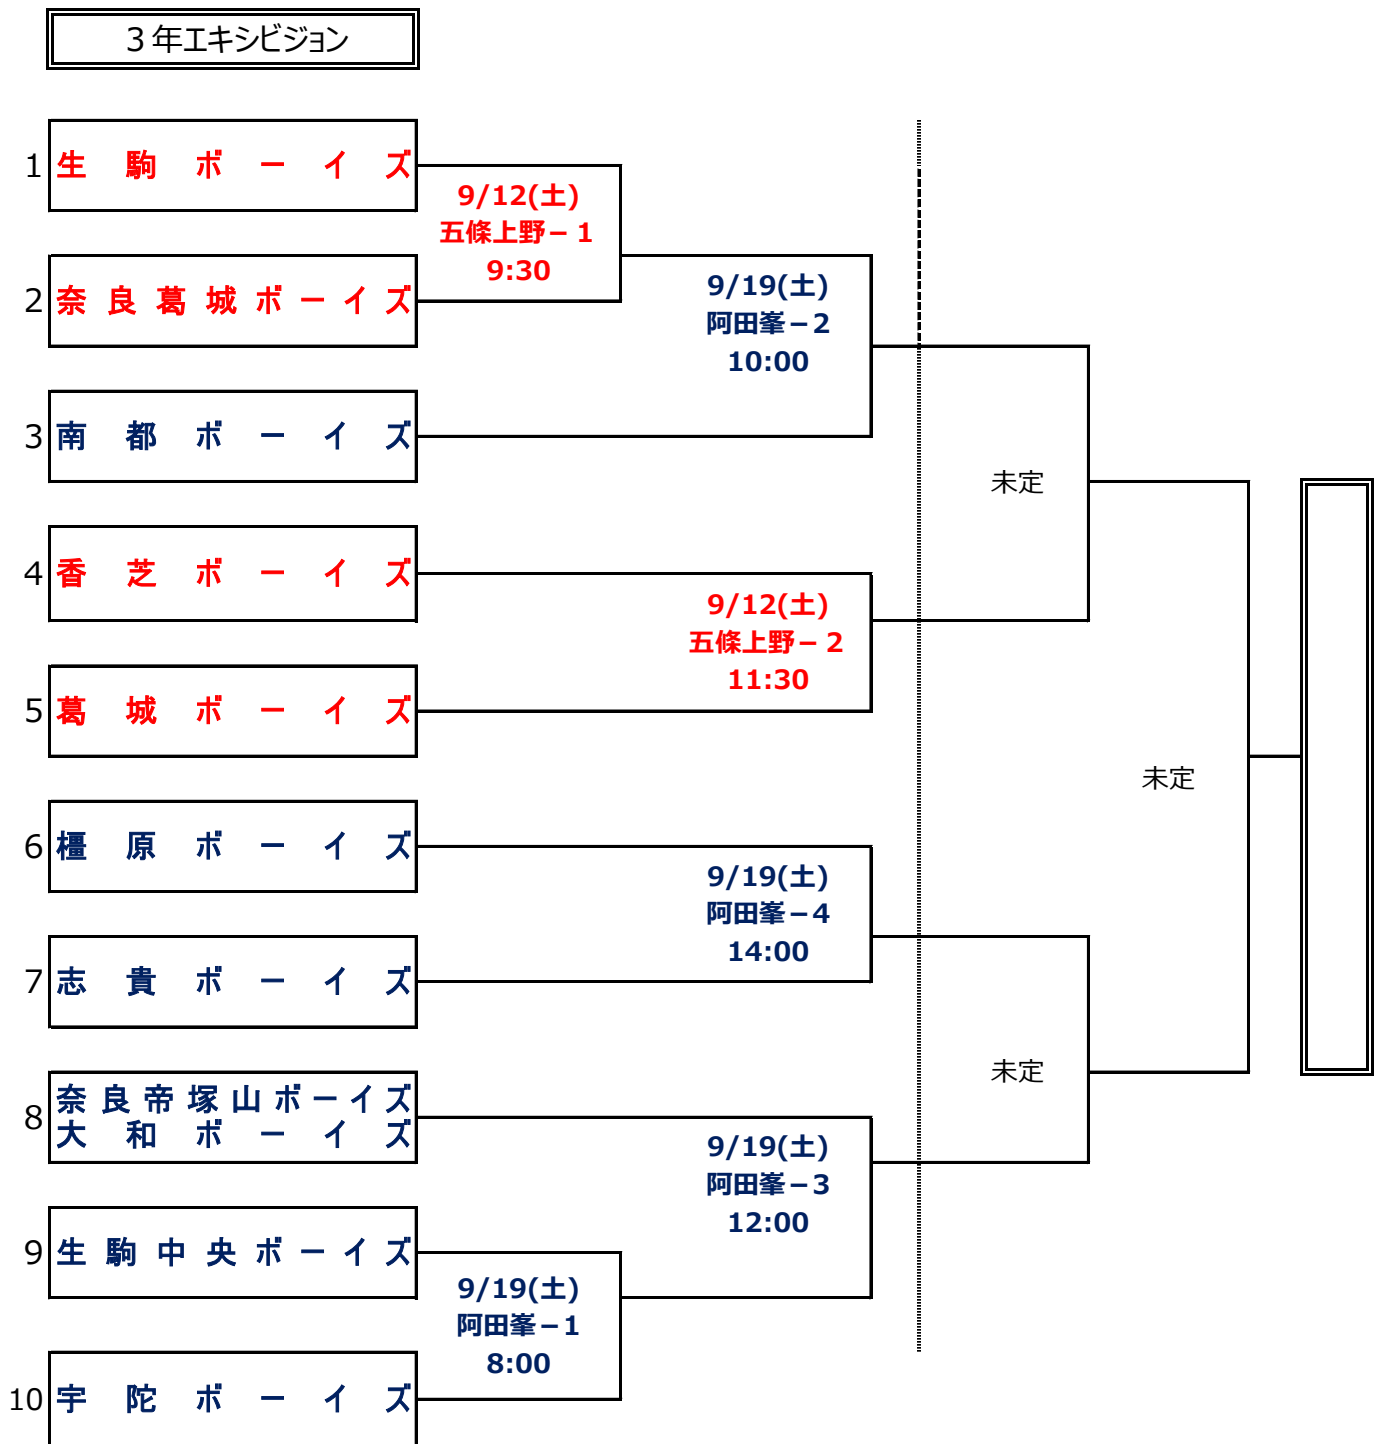 ３年エキシビジョン
1 生駒ボーイズ
9/12(土)
五條上野－１
9:30
2 奈良葛城ボーイズ
9/19(土)
阿田峯－2
10:00
3 南都ボーイズ
未定
4 香芝ボーイズ
9/12(土)
五條上野－２
11:30
5 葛城ボーイズ
未定
6 橿原ボーイズ
9/19(土)
阿田峯－4
14:00
7 志貴ボーイズ
未定
8 奈良帝塚山ボーイズ
大和ボーイズ
9/19(土)
阿田峯－3
12:00
9 生駒中央ボーイズ
9/19(土)
阿田峯－1
8:00
10 宇陀ボーイズ